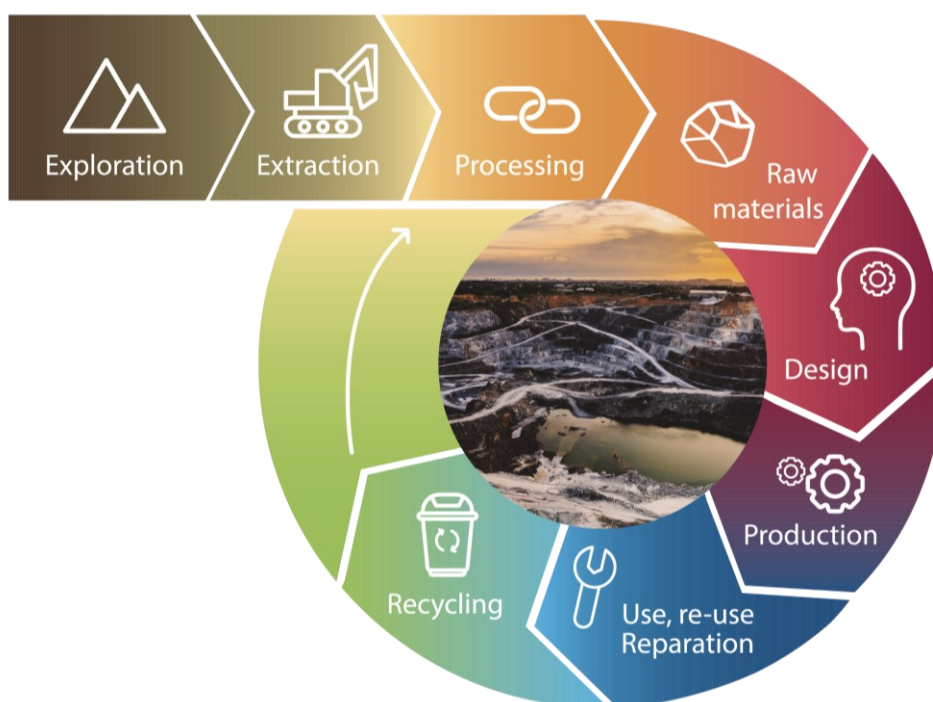 Exploration
Extraction
Processing
Raw
materials
Design
Production
Use, re-use
Reparation
Recycling